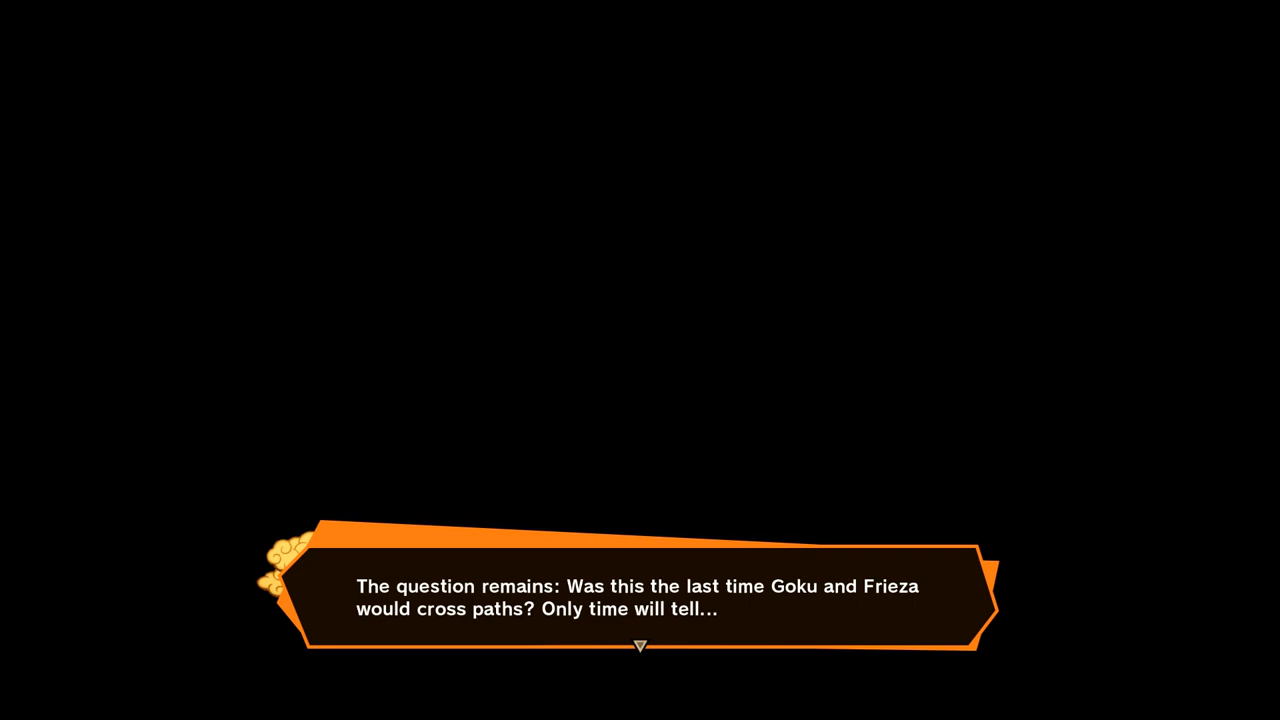 The question remains: Was this the last time Goku and Frieza
would cross paths? Only time will tell...